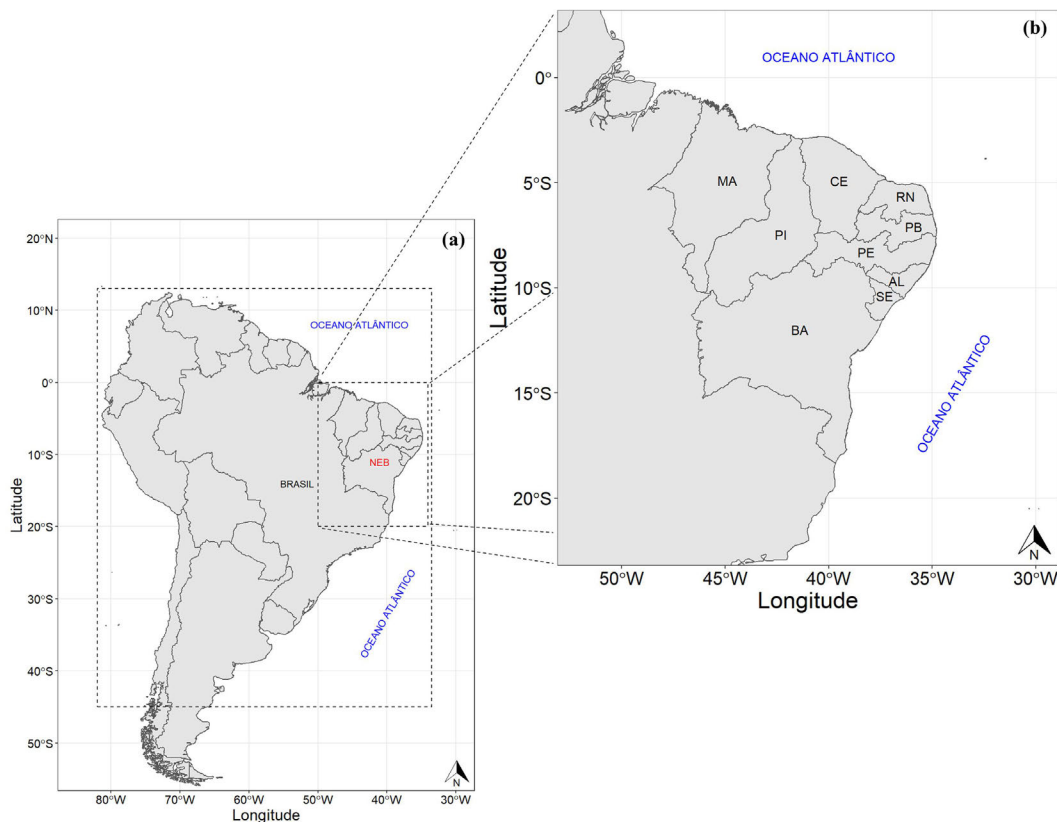 (a)
20°N
10°N
0°
10°S
20°S
30°S
40°S
50°S
Latitude
80°W
70°W
60°W
50°W
40°W
30°W
Longitude
OCEANO ATLÂNTICO
NEB
BRASIL
OCEANO ATLÂNTICO
N
(b)
OCEANO ATLÂNTICO
0°
5°S
10°S
15°S
20°S
Latitude
MA
CE
RN
PI
PB
PE
AL
SE
BA
OCEANO ATLÂNTICO
N
50°W
45°W
40°W
35°W
30°W
Longitude